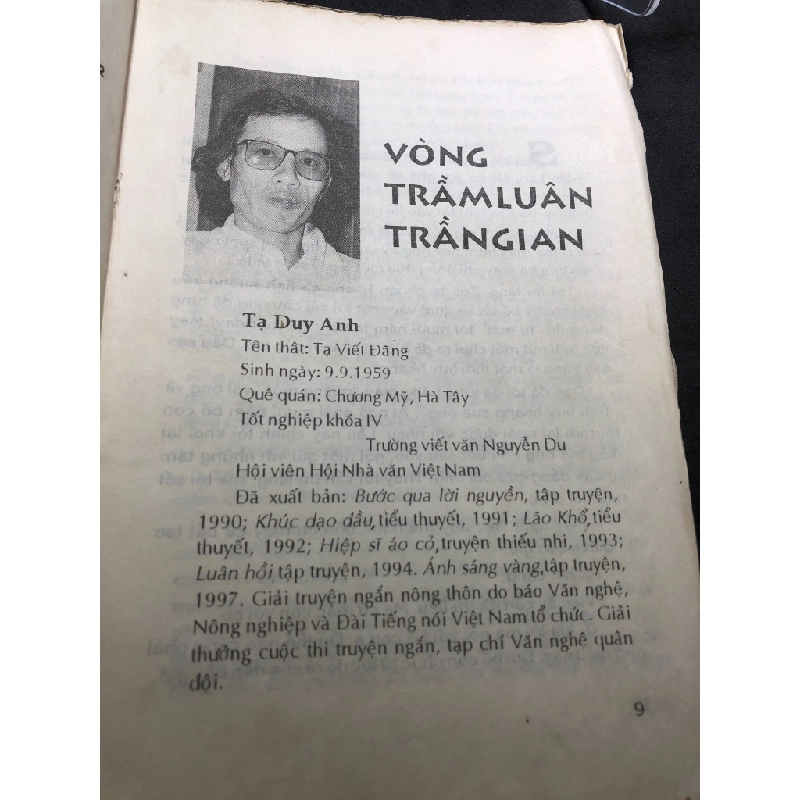 VÒNG
TRẦMLUÂN
TRẦNGIAN
Tạ Duy Anh
Tên thật: Tạ Viết Đãng
Sinh ngày: 9.9.1959
Quê quán: Chương Mỹ, Hà Tây
Tốt nghiệp khóa IV
Trường viết văn Nguyễn Du
Hội viên Hội Nhà văn Việt Nam
Đã xuất bản: Bước qua lời nguyền, tập truyện,
1990; Khúc dạo đầu, tiểu thuyết, 1991; Lão Khổ, tiểu
thuyết, 1992; Hiệp sĩ áo cỏ, truyện thiếu nhi, 1993;
Luân hồi, tập truyện, 1994. Ánh sáng vàng, tập truyện,
1997. Giải truyện ngắn nông thôn do báo Văn nghệ,
Nông nghiệp và Đài Tiếng nói Việt Nam tổ chức. Giải
thưởng cuộc thi truyện ngắn, tạp chí Văn nghệ quân
đội.
9